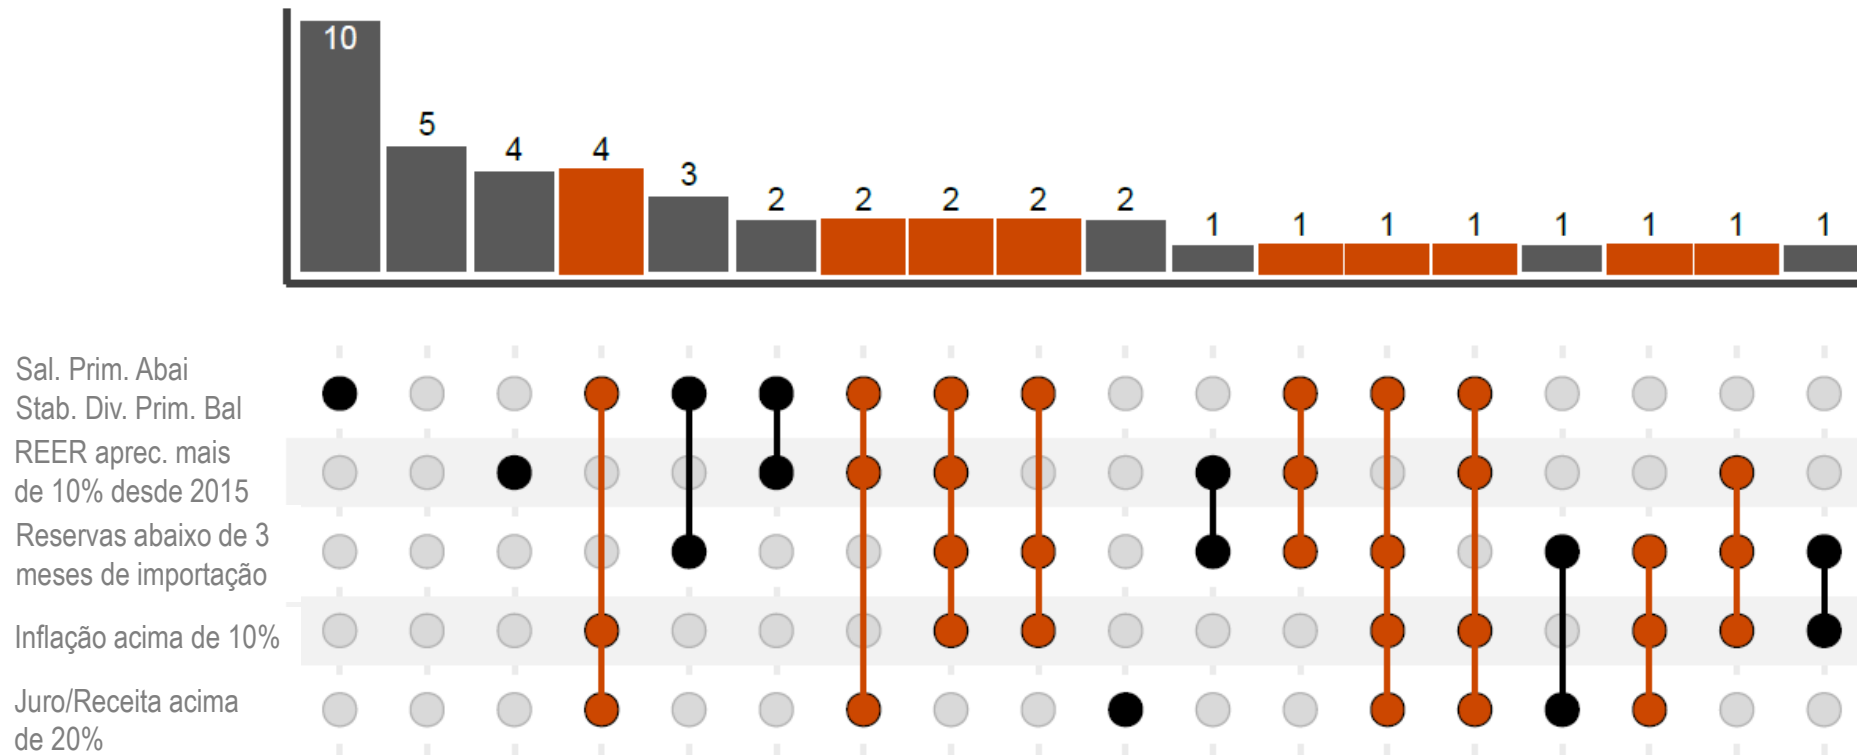 10
5
4
4
3
2
2
2
2
2
1
1
1
1
1
1
1
1
Sal. Prim. Abai
Stab. Div. Prim. Bal
REER aprec. mais
de 10% desde 2015
Reservas abaixo de 3
meses de importação
Inflação acima de 10%
Juro/Receita acima
de 20%